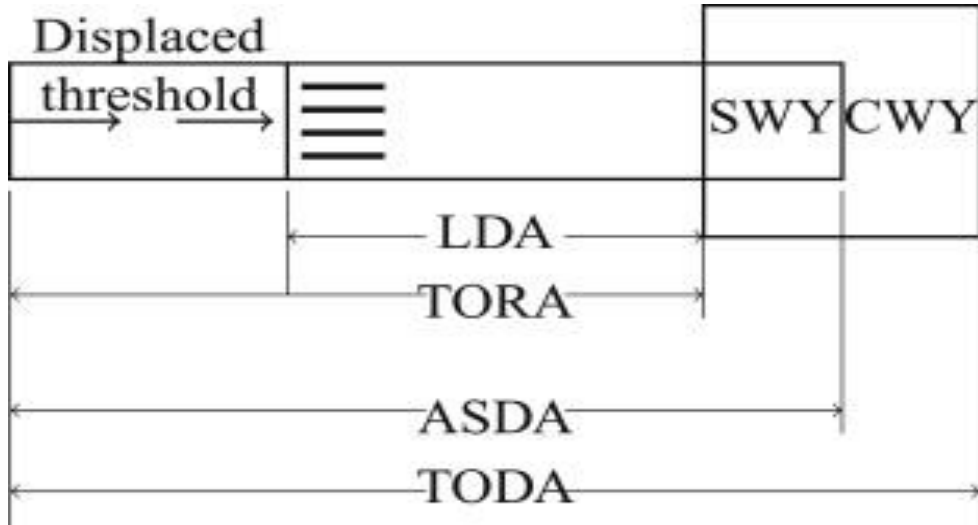 Displaced
threshold
SWY CWY
LDA
TORA
ASDA
TODA